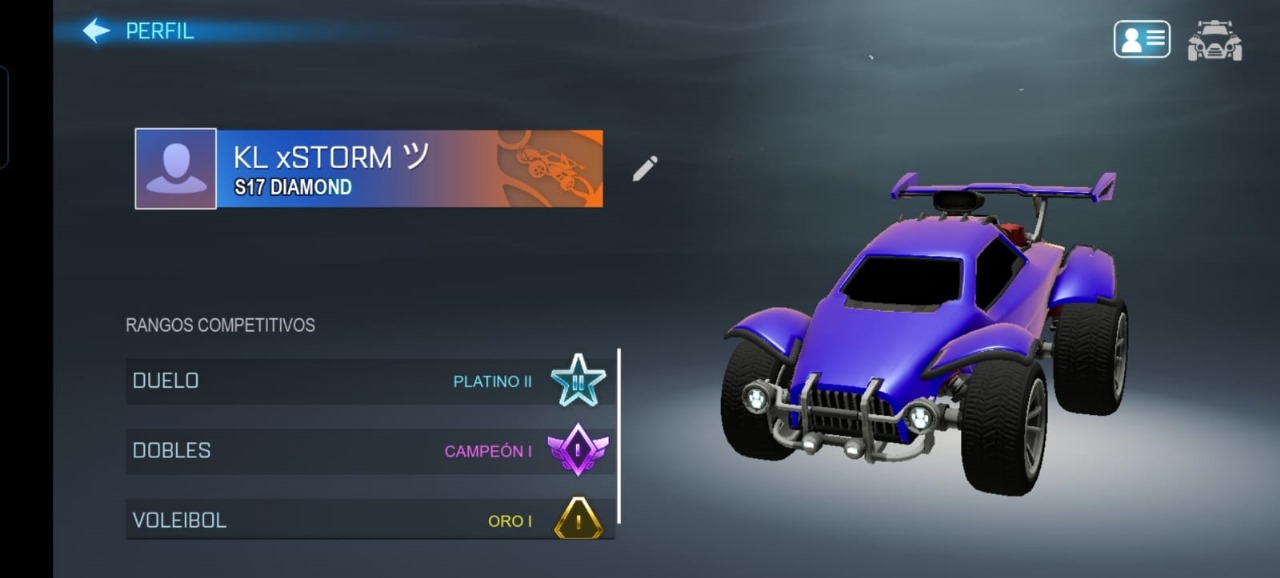 PERFIL
KL xSTORM ツ
S17 DIAMOND
RANGOS COMPETITIVOS
DUELO PLATINO II
DOBLES CAMPEÓN I
VOLEIBOL ORO I